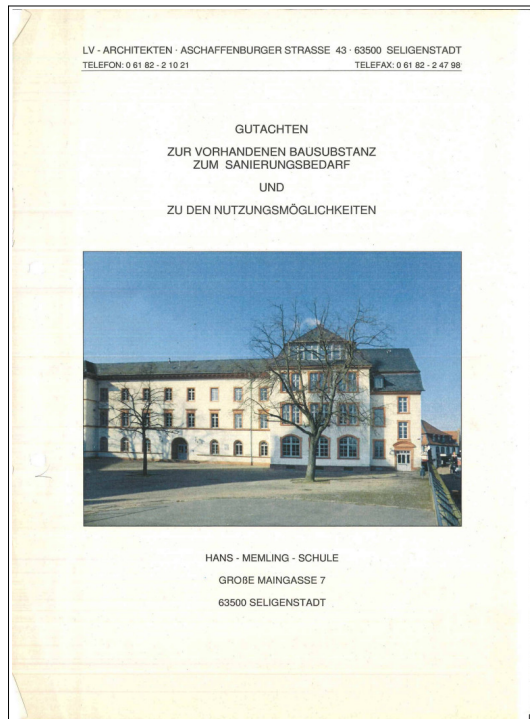 LV - ARCHITEKTEN · ASCHAFFENBURGER STRASSE 43 · 63500 SELIGENSTADT
TELEFON: 0 61 82 - 2 10 21 TELEFAX: 0 61 82 - 2 47 98
GUTACHTEN
ZUR VORHANDENEN BAUSUBSTANZ
ZUM SANIERUNGSBEDARF
UND
ZU DEN NUTZUNGSMÖGLICHKEITEN
HANS - MEMLING - SCHULE
GROßE MAINGASSE 7
63500 SELIGENSTADT